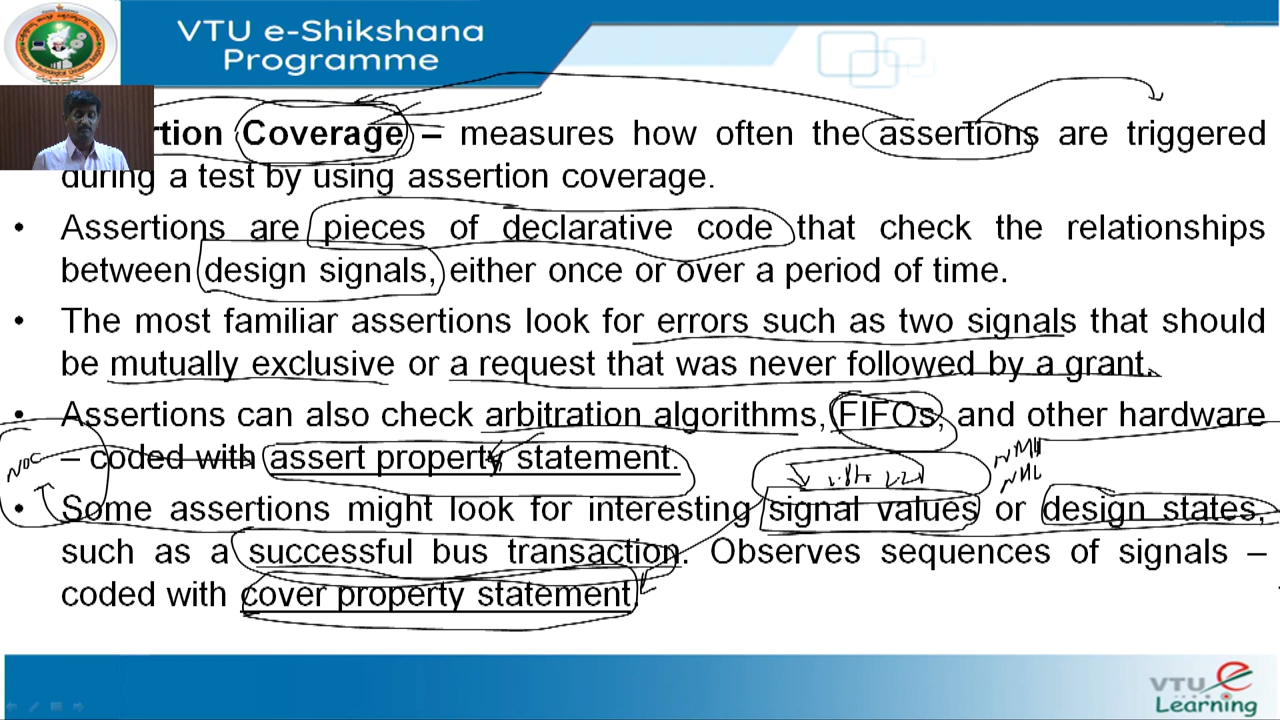 VTU e-Shikshana
Programme
rtion Coverage – measures how often the assertions are triggered
during a test by using assertion coverage.
• Assertions are pieces of declarative code that check the relationships
between design signals, either once or over a period of time.
• The most familiar assertions look for errors such as two signals that should
be mutually exclusive or a request that was never followed by a grant.
• Assertions can also check arbitration algorithms, FIFOs, and other hardware
– coded with assert property statement.
NOC
• Some assertions might look for interesting signal values or design states,
such as a successful bus transaction. Observes sequences of signals –
coded with cover property statement.
VTU e
Learning